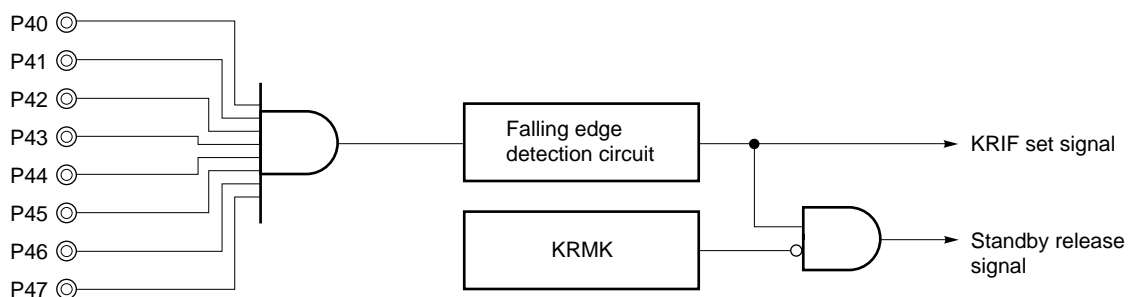 P40
P41
P42
P43
P44
P45
P46
P47
Falling edge
detection circuit
KRMK
KRIF set signal
Standby release
signal